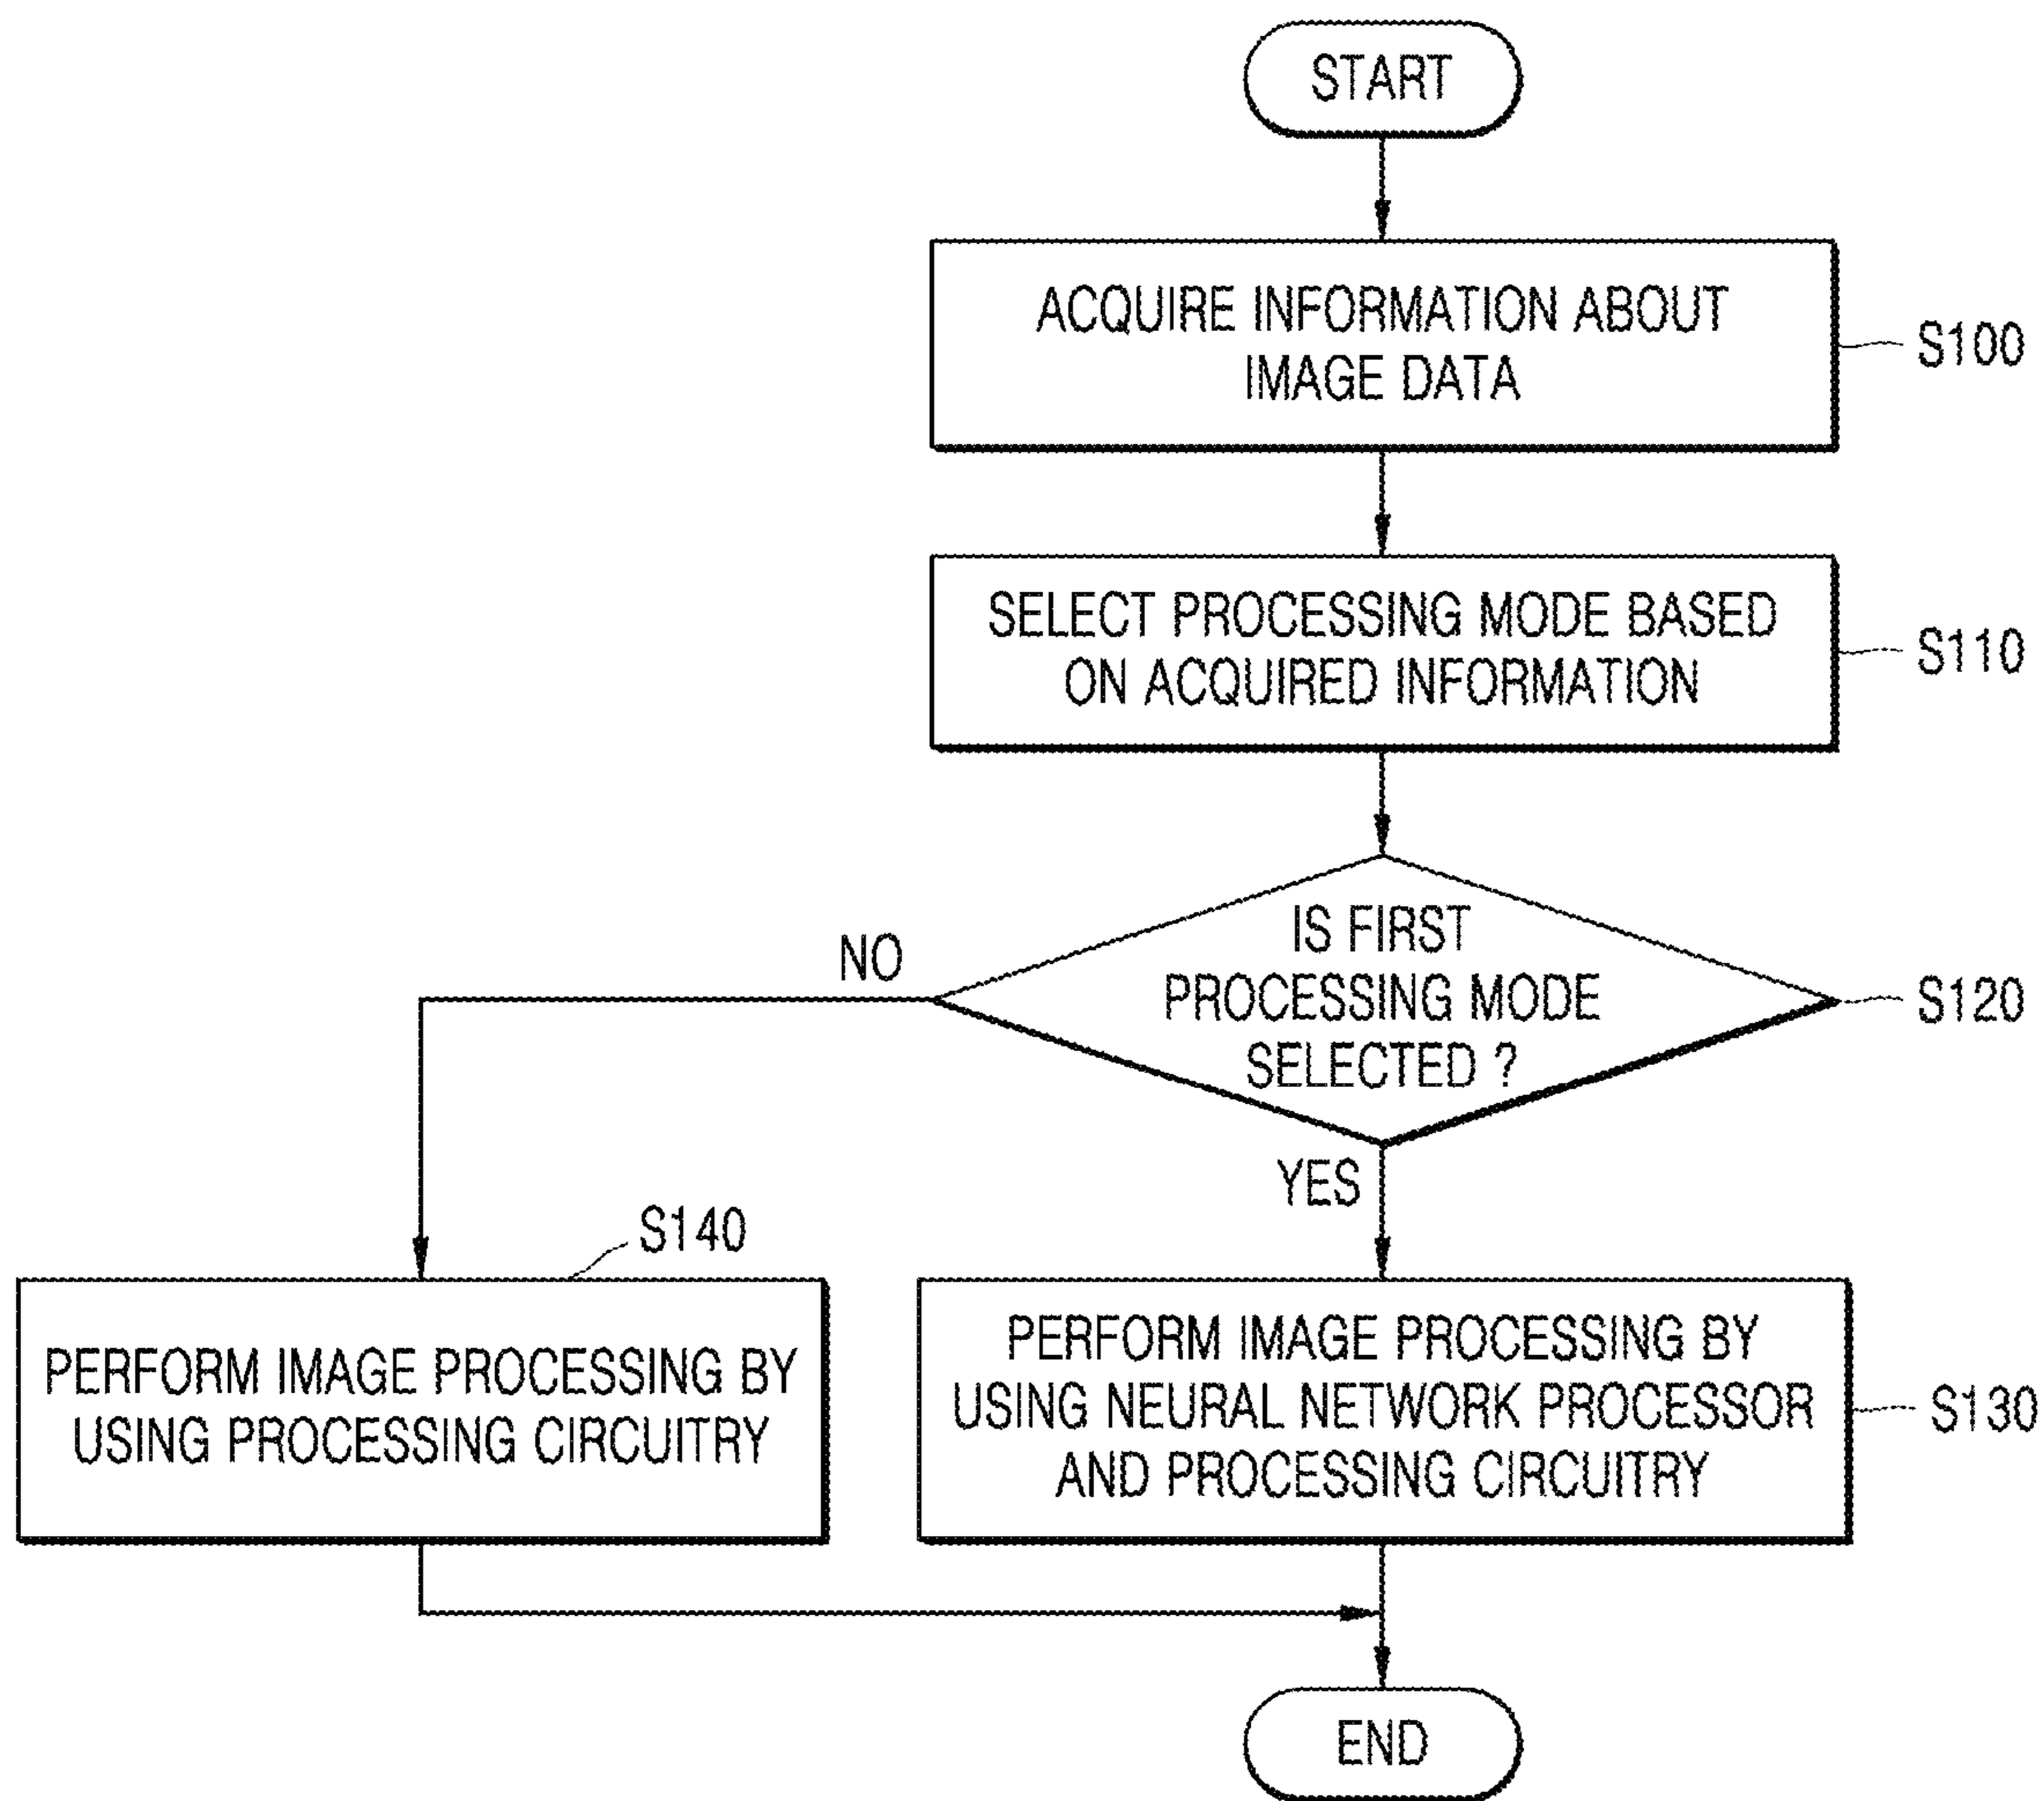 START
ACQUIRE INFORMATION ABOUT
IMAGE DATA
S100
SELECT PROCESSING MODE BASED
ON ACQUIRED INFORMATION
S110
IS FIRST
PROCESSING MODE
SELECTED ?
S120
NO
YES
S140
PERFORM IMAGE PROCESSING BY
USING PROCESSING CIRCUITRY
PERFORM IMAGE PROCESSING BY
USING NEURAL NETWORK PROCESSOR
AND PROCESSING CIRCUITRY
S130
END